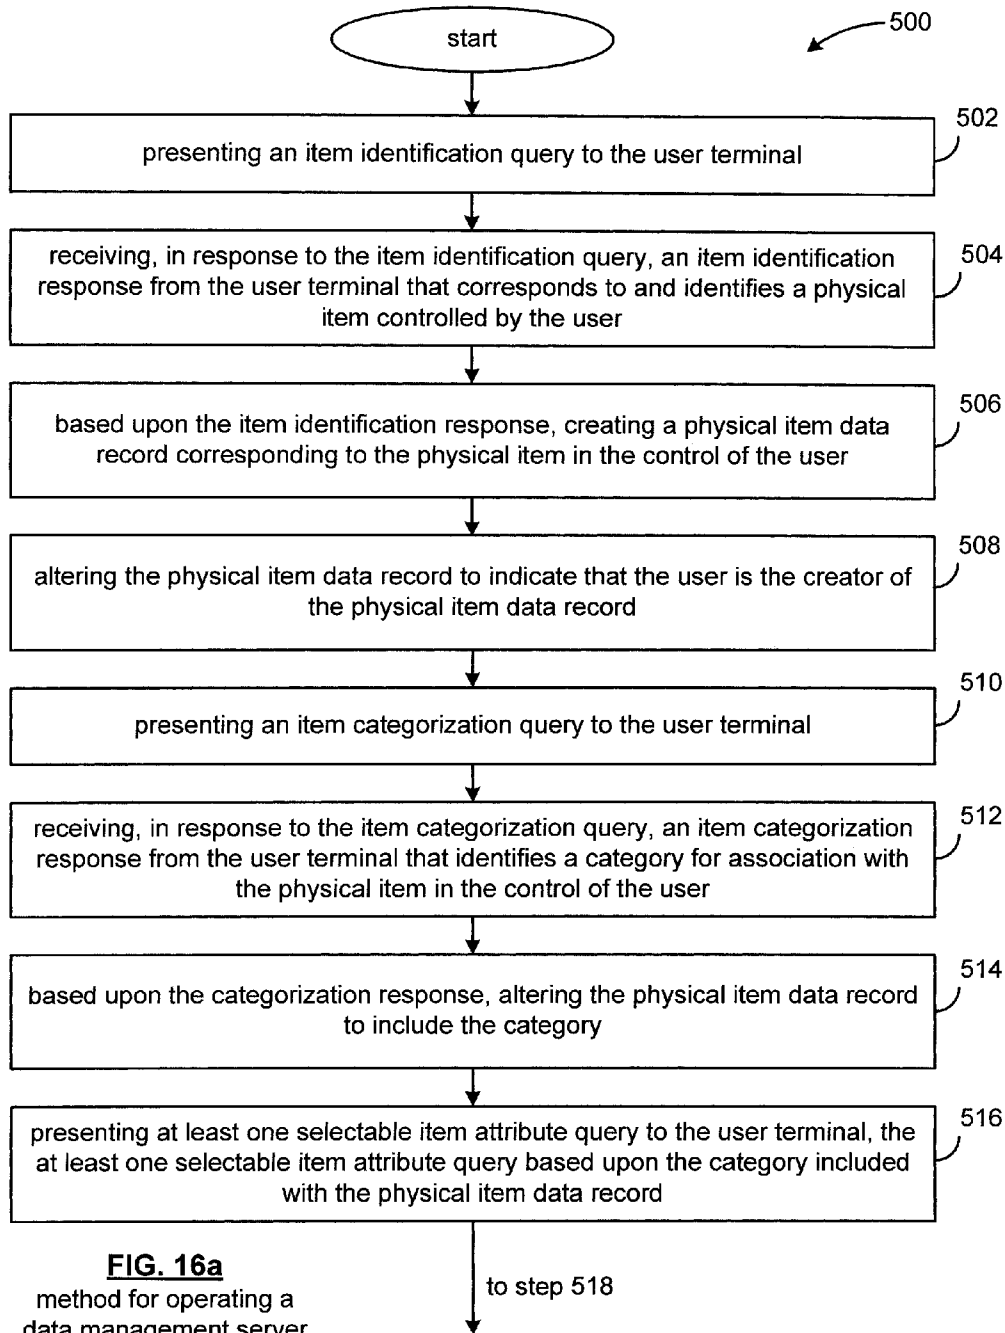 start
500
502
presenting an item identification query to the user terminal
504
receiving, in response to the item identification query, an item identification
response from the user terminal that corresponds to and identifies a physical
item controlled by the user
506
based upon the item identification response, creating a physical item data
record corresponding to the physical item in the control of the user
508
altering the physical item data record to indicate that the user is the creator of
the physical item data record
510
presenting an item categorization query to the user terminal
512
receiving, in response to the item categorization query, an item categorization
response from the user terminal that identifies a category for association with
the physical item in the control of the user
514
based upon the categorization response, altering the physical item data record
to include the category
516
presenting at least one selectable item attribute query to the user terminal, the
at least one selectable item attribute query based upon the category included
with the physical item data record
FIG. 16a
method for operating a
data management server
to step 518